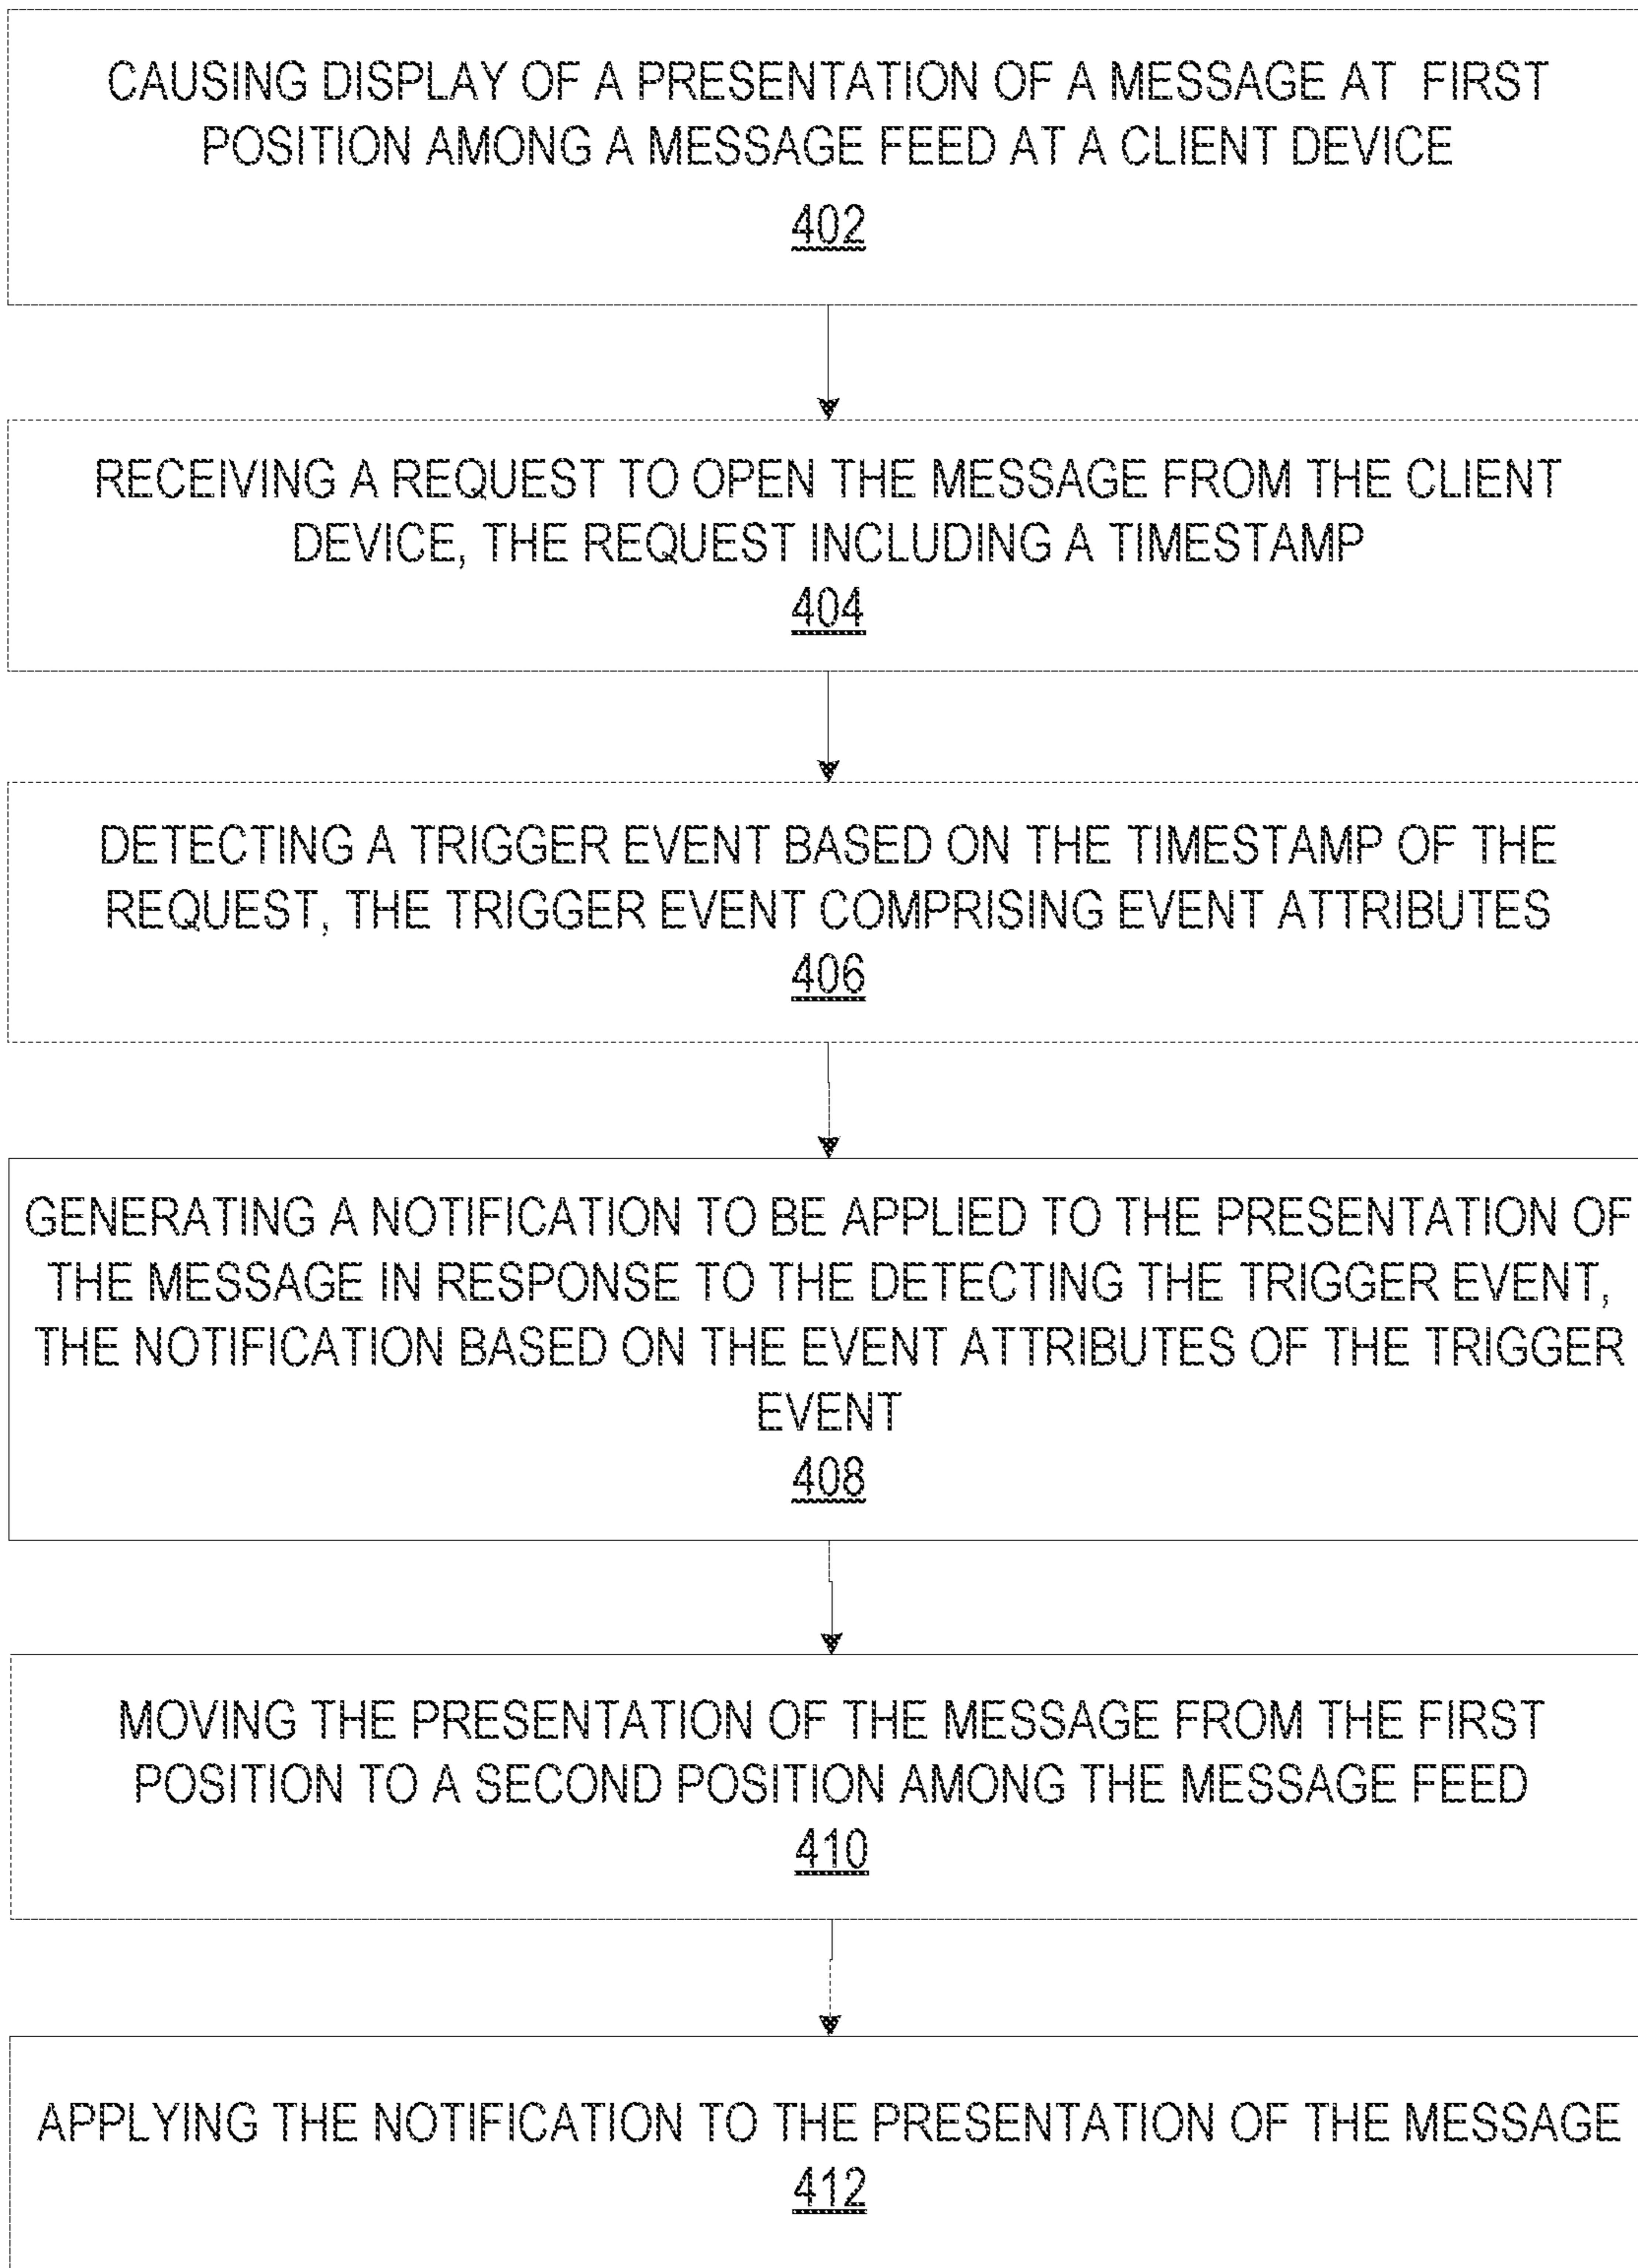 CAUSING DISPLAY OF A PRESENTATION OF A MESSAGE AT FIRST
POSITION AMONG A MESSAGE FEED AT A CLIENT DEVICE
402
RECEIVING A REQUEST TO OPEN THE MESSAGE FROM THE CLIENT
DEVICE, THE REQUEST INCLUDING A TIMESTAMP
404
DETECTING A TRIGGER EVENT BASED ON THE TIMESTAMP OF THE
REQUEST, THE TRIGGER EVENT COMPRISING EVENT ATTRIBUTES
406
GENERATING A NOTIFICATION TO BE APPLIED TO THE PRESENTATION OF
THE MESSAGE IN RESPONSE TO THE DETECTING THE TRIGGER EVENT,
THE NOTIFICATION BASED ON THE EVENT ATTRIBUTES OF THE TRIGGER
EVENT
408
MOVING THE PRESENTATION OF THE MESSAGE FROM THE FIRST
POSITION TO A SECOND POSITION AMONG THE MESSAGE FEED
410
APPLYING THE NOTIFICATION TO THE PRESENTATION OF THE MESSAGE
412